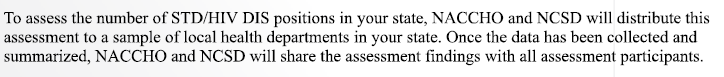 To assess the number of STD/HIV DIS positions in your state, NACCHO and NCSD will distribute this
assessment to a sample of local health departments in your state. Once the data has been collected and
summarized, NACCHO and NCSD will share the assessment findings with all assessment participants.